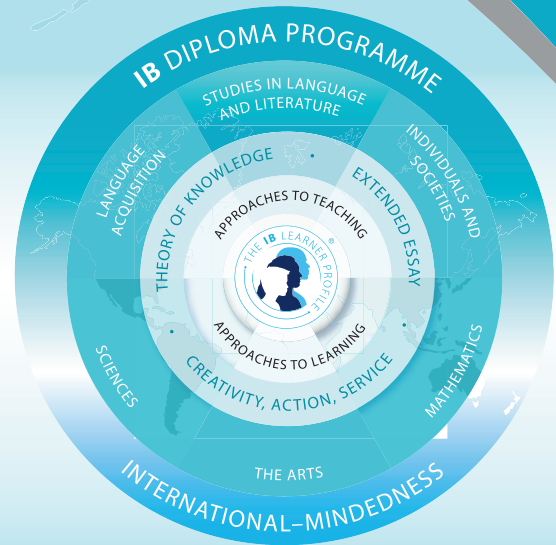 IB DIPLOMA PROGRAMME
STUDIES IN LANGUAGE
AND LITERATURE
LANGUAGE
ACQUISITION
INDIVIDUALS AND
SOCIETIES
THEORY OF KNOWLEDGE
EXTENDED ESSAY
APPROACHES TO TEACHING
THE IB LEARNER PROFILE
®
APPROACHES TO LEARNING
CREATIVITY, ACTION, SERVICE
SCIENCES
MATHEMATICS
THE ARTS
INTERNATIONAL–MINDEDNESS